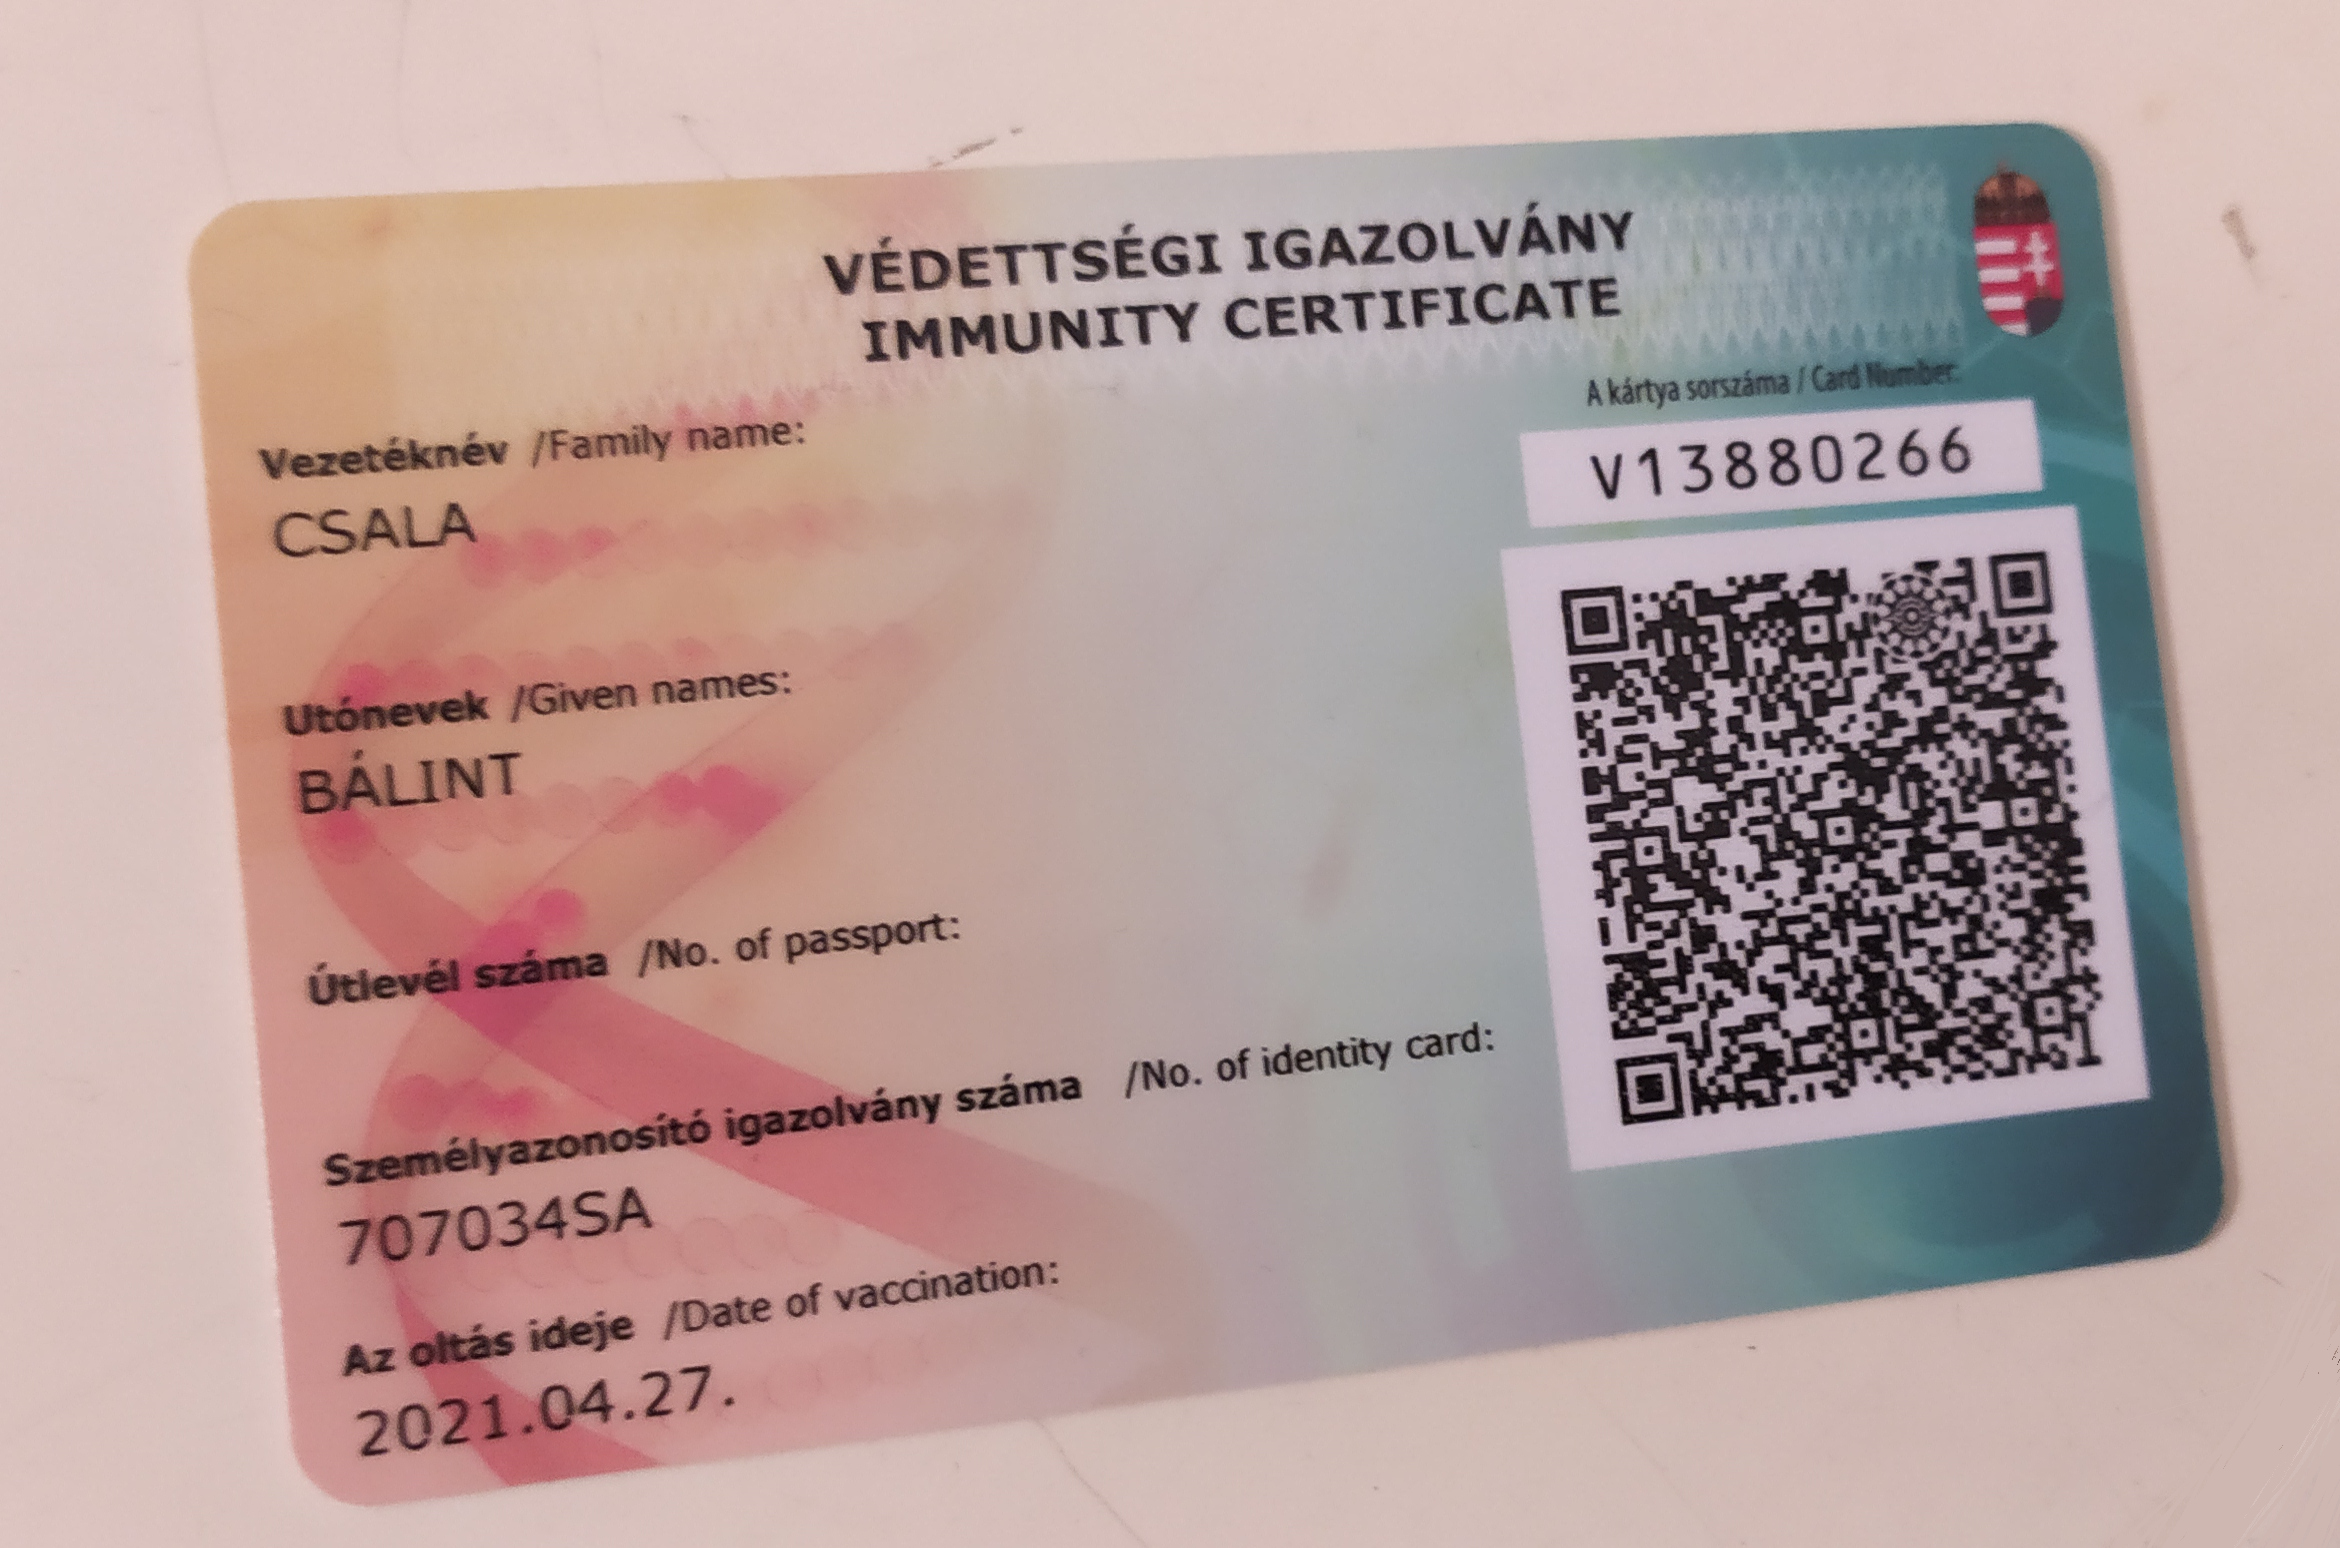 VÉDETTSÉGI IGAZOLVÁNY
IMMUNITY CERTIFICATE
A kártya sorszáma / Card Number:
V13880266
Vezetéknév /Family name:
CSALA
Utónevek /Given names:
BÁLINT
Útlevél száma /No. of passport:
Személyazonosító igazolvány száma /No. of identity card:
707034SA
Az oltás ideje /Date of vaccination:
2021.04.27.